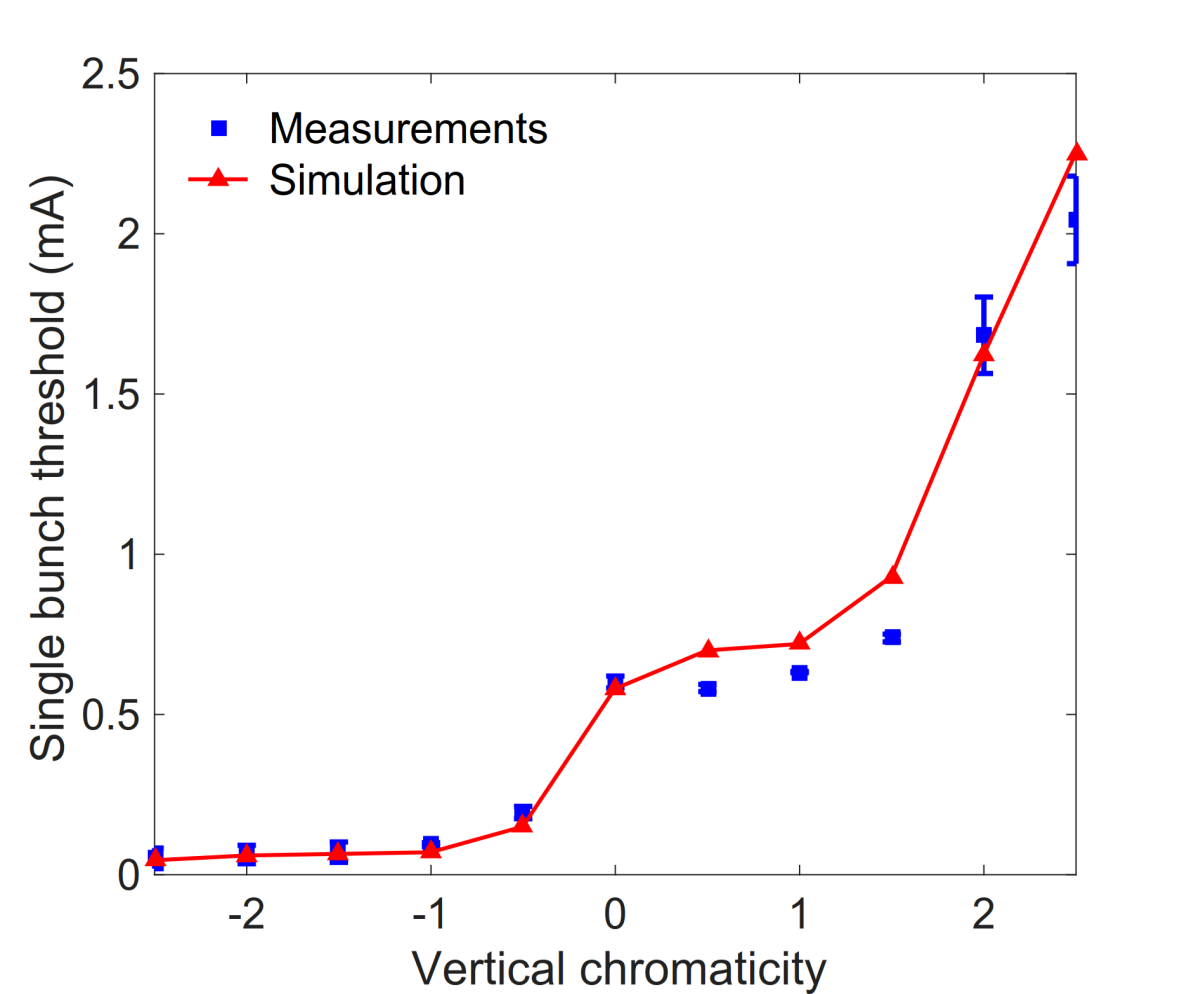 2.5
Measurements
Simulation
2
1.5
1
0.5
0
Single bunch threshold (mA)
-2 -1 0 1 2
Vertical chromaticity